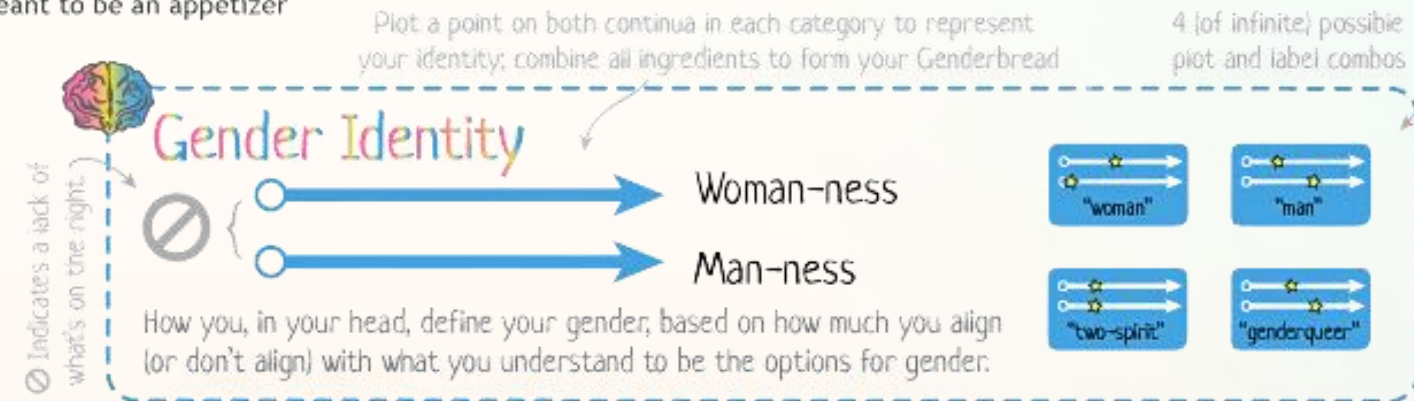 eant to be an appetizer
Plot a point on both continua in each category to represent
your identity; combine all ingredients to form your Genderbread
4 (of infinite) possible
plot and label combos
Gender Identity
⊘ Indicates a lack of
what's on the right.
Woman-ness
Man-ness
How you, in your head, define your gender, based on how much you align
(or don't align) with what you understand to be the options for gender.
"woman"
"man"
"two-spirit"
"genderqueer"